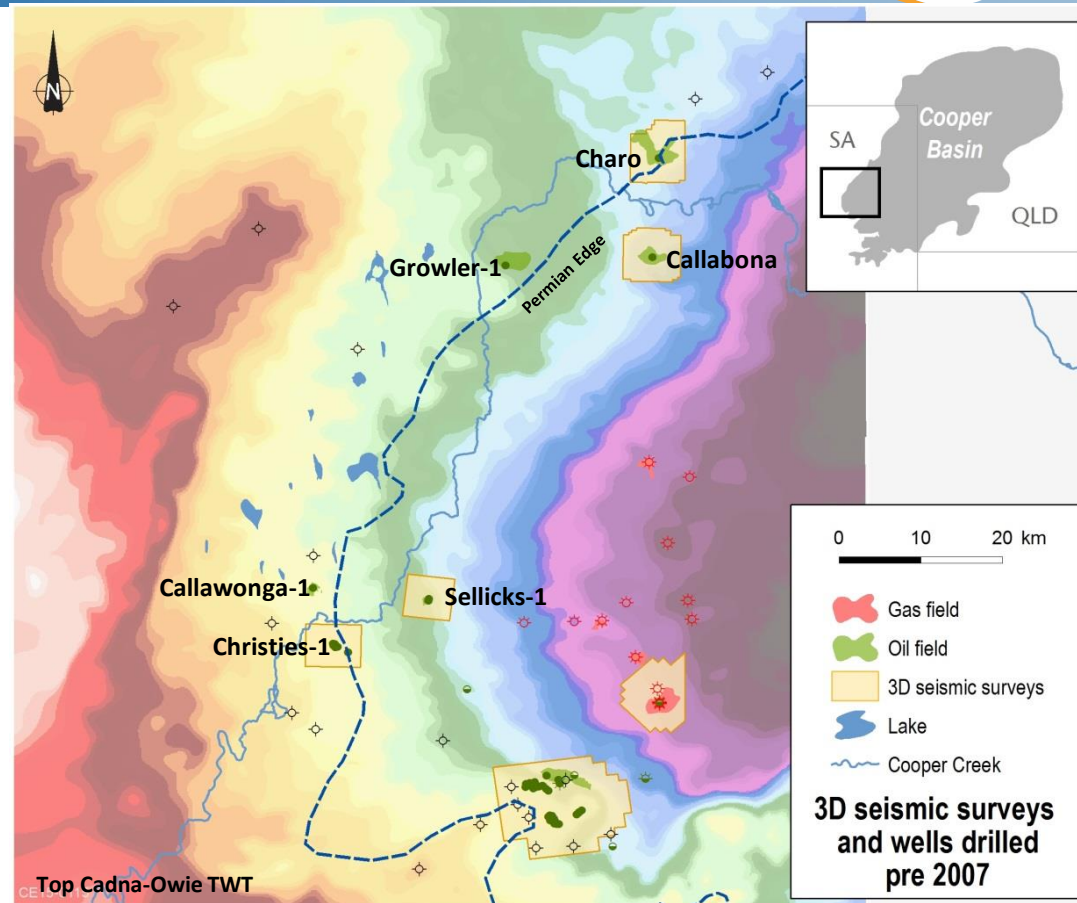 N
Charo
Growler-1
Callabona
Permian Edge
Callawonga-1
Sellicks-1
Christies-1
Top Cadna-Owie TWT
SA
Cooper
Basin
QLD
0 10 20 km
Gas field
Oil field
3D seismic surveys
Lake
Cooper Creek
3D seismic surveys
and wells drilled
pre 2007